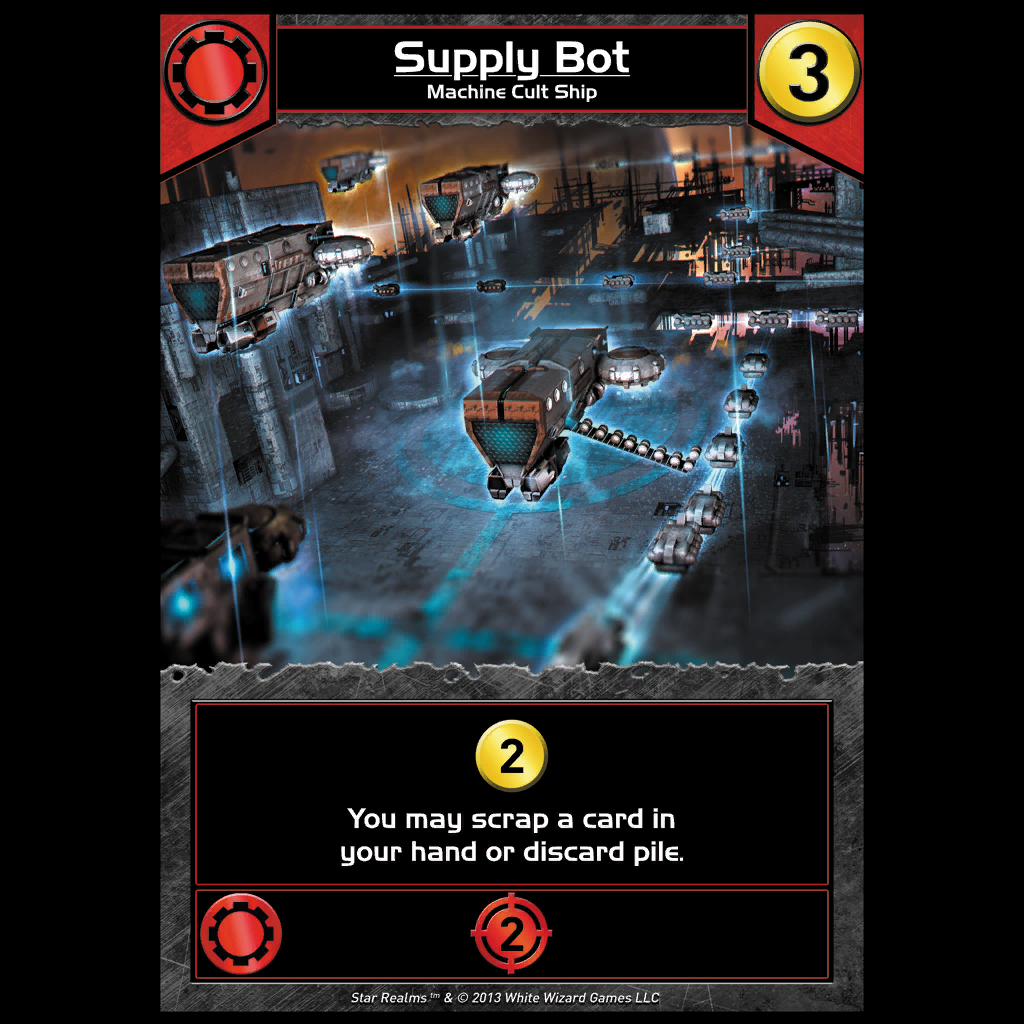 Supply Bot
3
Machine Cult Ship
2
You may scrap a card in
your hand or discard pile.
2
Star Realms™ & © 2013 White Wizard Games LLC